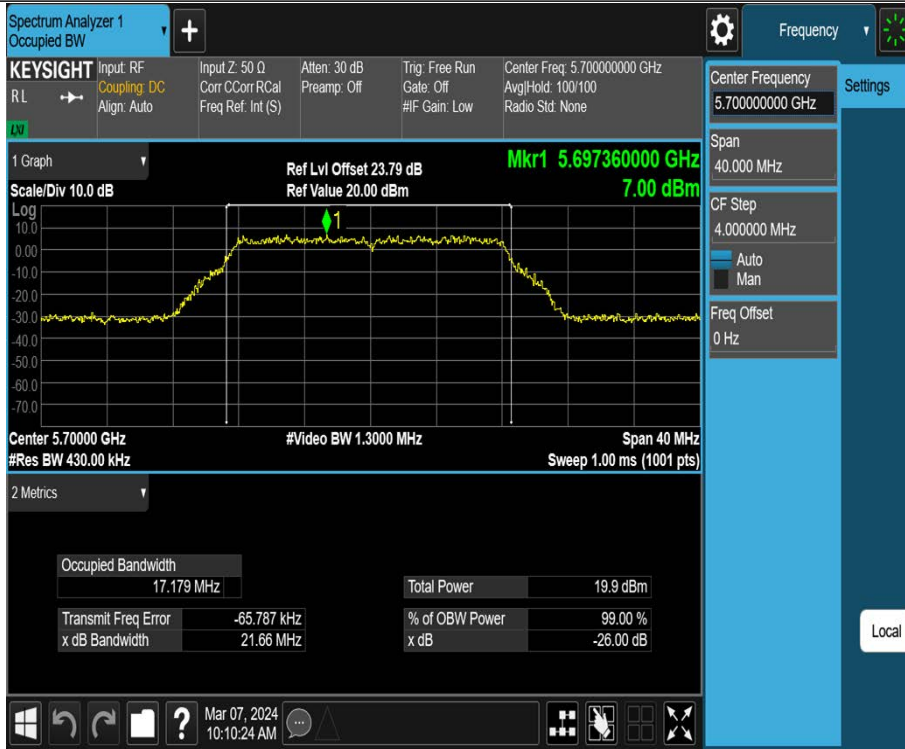 Spectrum Analyzer 1
Occupied BW
+
Frequency
KEYSIGHT
RL
LXI
Input: RF
Coupling: DC
Align: Auto
Input Z: 50 Ω
Corr CCorr RCal
Freq Ref: Int (S)
Atten: 30 dB
Preamp: Off
Trig: Free Run
Gate: Off
#IF Gain: Low
Center Freq: 5.700000000 GHz
Avg|Hold: 100/100
Radio Std: None
Center Frequency
5.700000000 GHz
Settings
Span
40.000 MHz
CF Step
4.000000 MHz
Auto
Man
Freq Offset
0 Hz
Local
1 Graph
Scale/Div 10.0 dB
Ref Lvl Offset 23.79 dB
Ref Value 20.00 dBm
Mkr1 5.697360000 GHz
7.00 dBm
Log
10.0
0.00
-10.0
-20.0
-30.0
-40.0
-50.0
-60.0
-70.0
1
Center 5.70000 GHz
#Res BW 430.00 kHz
#Video BW 1.3000 MHz
Span 40 MHz
Sweep 1.00 ms (1001 pts)
2 Metrics
Occupied Bandwidth
17.179 MHz
Total Power 19.9 dBm
Transmit Freq Error -65.787 kHz
% of OBW Power 99.00 %
x dB Bandwidth 21.66 MHz
x dB -26.00 dB
?
Mar 07, 2024
10:10:24 AM